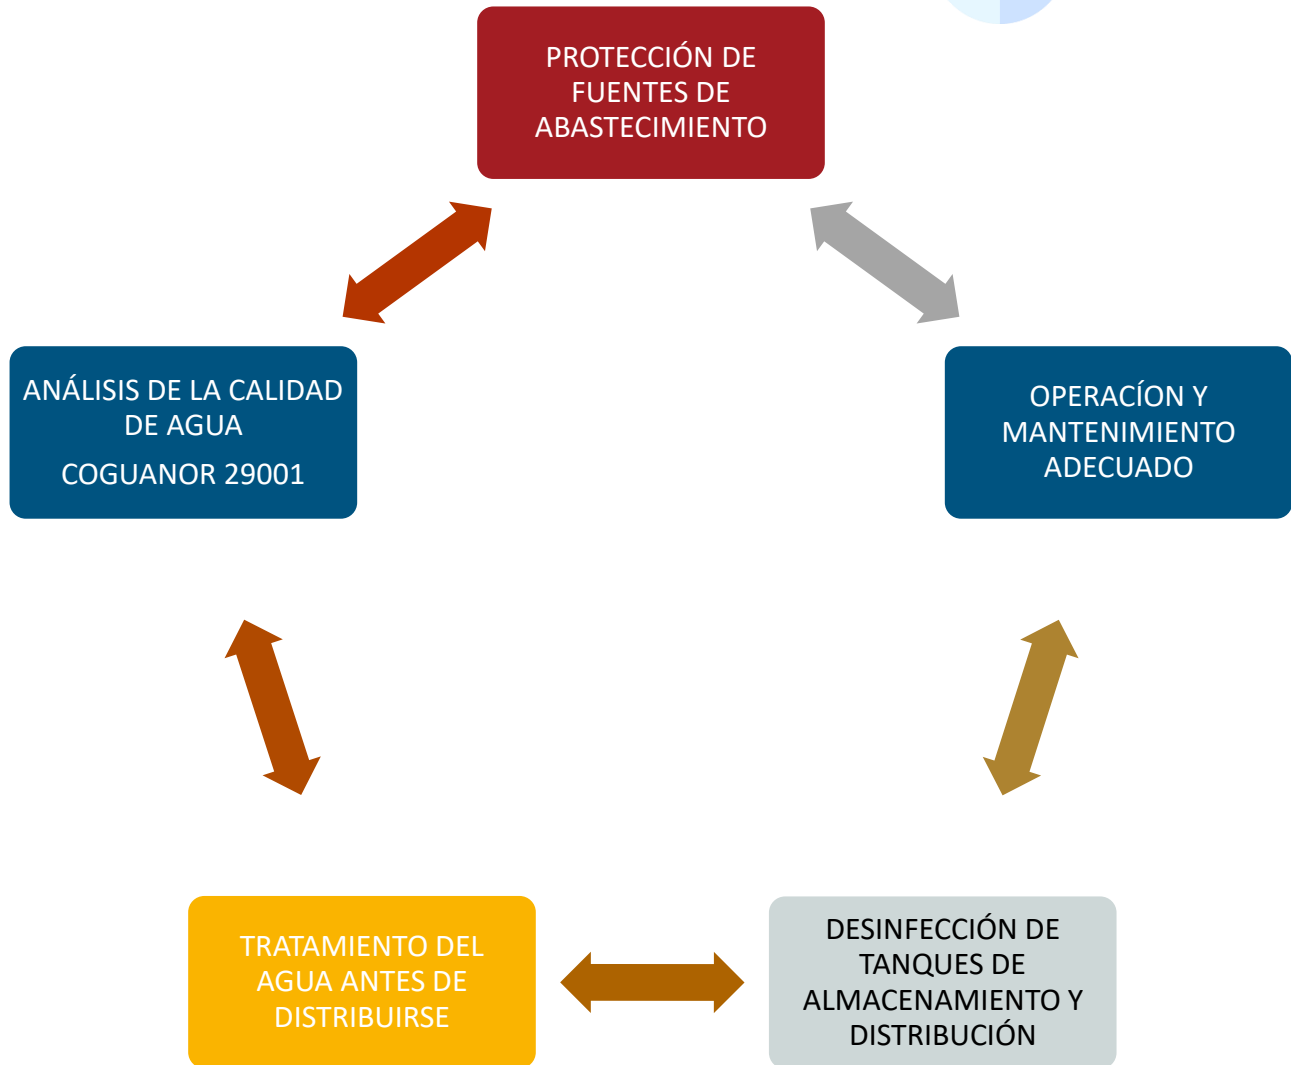 PROTECCIÓN DE
FUENTES DE
ABASTECIMIENTO
ANÁLISIS DE LA CALIDAD
DE AGUA
COGUANOR 29001
OPERACÍON Y
MANTENIMIENTO
ADECUADO
TRATAMIENTO DEL
AGUA ANTES DE
DISTRIBUIRSE
DESINFECCIÓN DE
TANQUES DE
ALMACENAMIENTO Y
DISTRIBUCIÓN